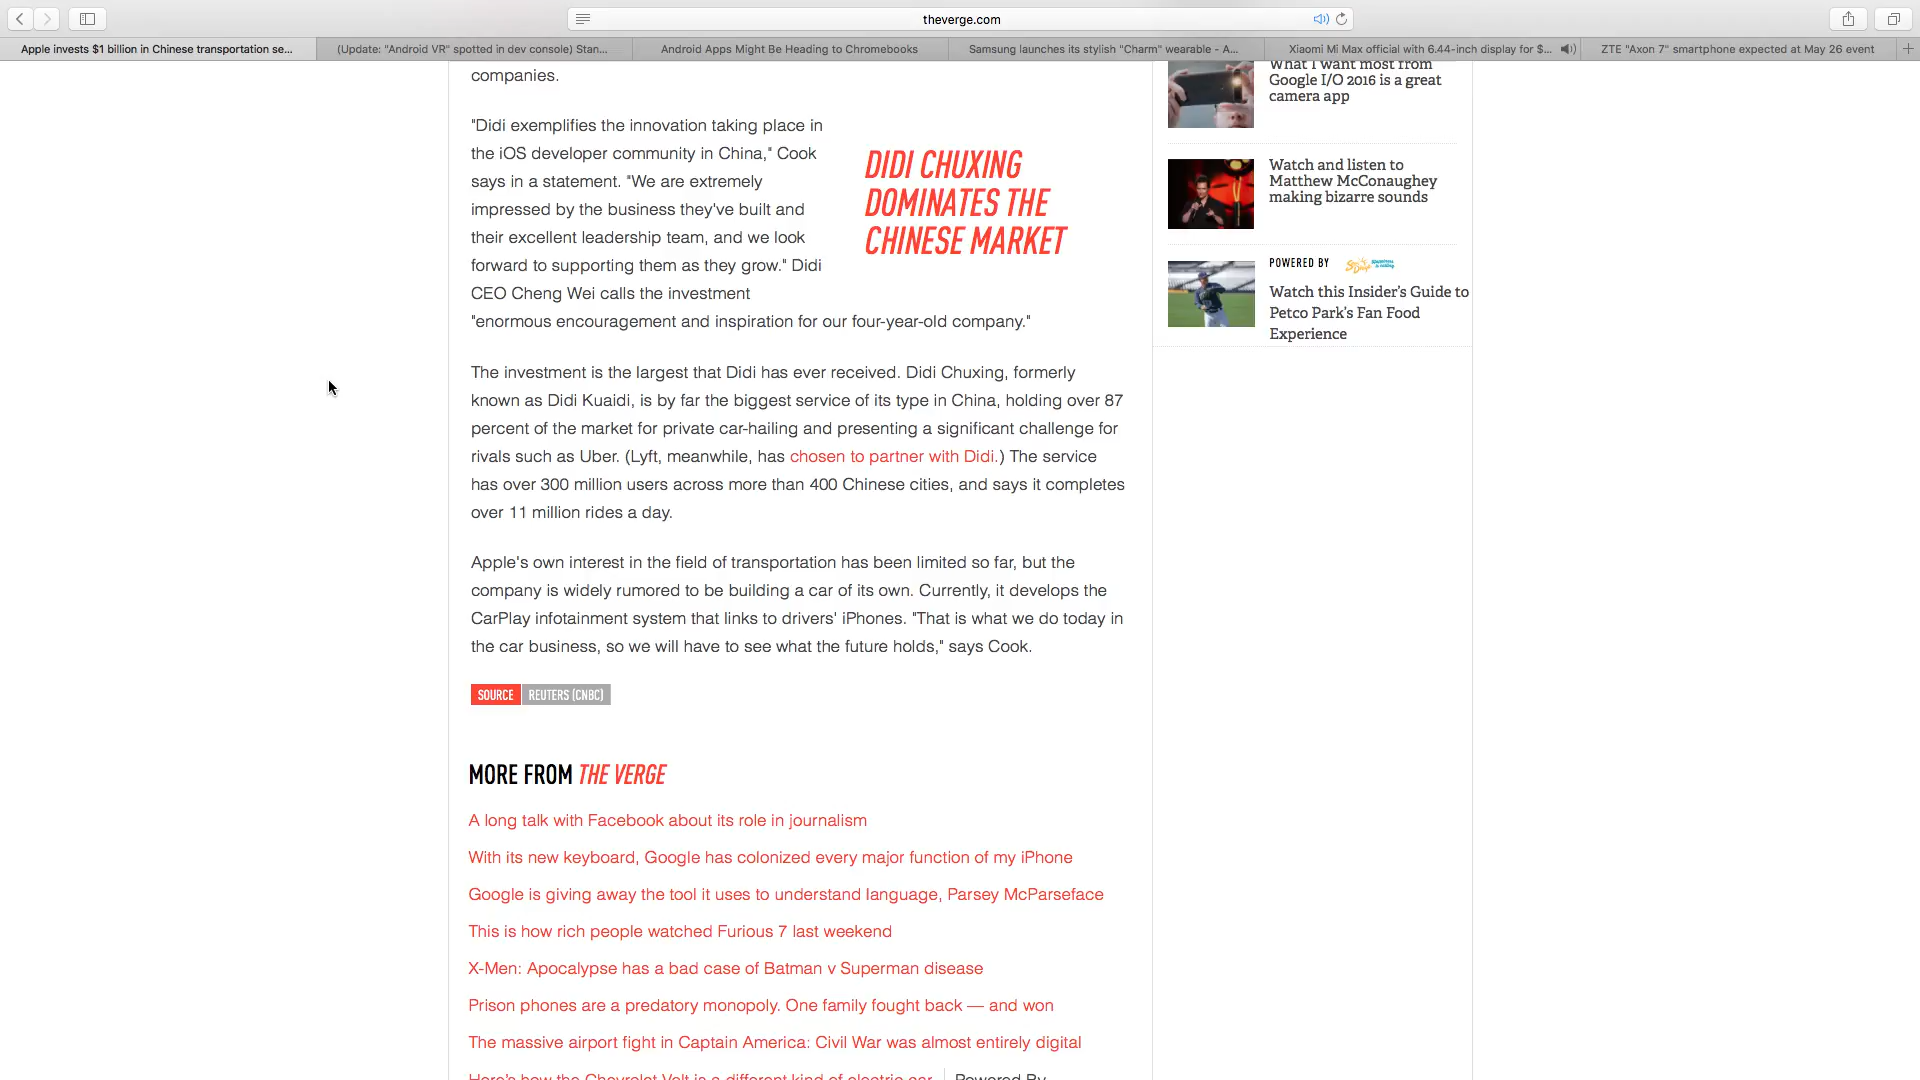 theverge.com
Apple invests $1 billion in Chinese transportation se...
(Update: "Android VR" spotted in dev console) Stan...
Android Apps Might Be Heading to Chromebooks
Samsung launches its stylish "Charm" wearable - A...
Xiaomi Mi Max official with 6.44-inch display for $...
ZTE "Axon 7" smartphone expected at May 26 event
companies.
"Didi exemplifies the innovation taking place in
the iOS developer community in China," Cook
says in a statement. "We are extremely
impressed by the business they've built and
their excellent leadership team, and we look
forward to supporting them as they grow." Didi
CEO Cheng Wei calls the investment
"enormous encouragement and inspiration for our four-year-old company."
DIDI CHUXING
DOMINATES THE
CHINESE MARKET
The investment is the largest that Didi has ever received. Didi Chuxing, formerly
known as Didi Kuaidi, is by far the biggest service of its type in China, holding over 87
percent of the market for private car-hailing and presenting a significant challenge for
rivals such as Uber. (Lyft, meanwhile, has chosen to partner with Didi.) The service
has over 300 million users across more than 400 Chinese cities, and says it completes
over 11 million rides a day.
Apple's own interest in the field of transportation has been limited so far, but the
company is widely rumored to be building a car of its own. Currently, it develops the
CarPlay infotainment system that links to drivers' iPhones. "That is what we do today in
the car business, so we will have to see what the future holds," says Cook.
SOURCE REUTERS (CNBC)
MORE FROM THE VERGE
A long talk with Facebook about its role in journalism
With its new keyboard, Google has colonized every major function of my iPhone
Google is giving away the tool it uses to understand language, Parsey McParseface
This is how rich people watched Furious 7 last weekend
X-Men: Apocalypse has a bad case of Batman v Superman disease
Prison phones are a predatory monopoly. One family fought back — and won
The massive airport fight in Captain America: Civil War was almost entirely digital
Here's how the Chevrolet Volt is a different kind of electric car
Powered By
What I want most from
Google I/O 2016 is a great
camera app
Watch and listen to
Matthew McConaughey
making bizarre sounds
POWERED BY
Watch this Insider's Guide to
Petco Park's Fan Food
Experience